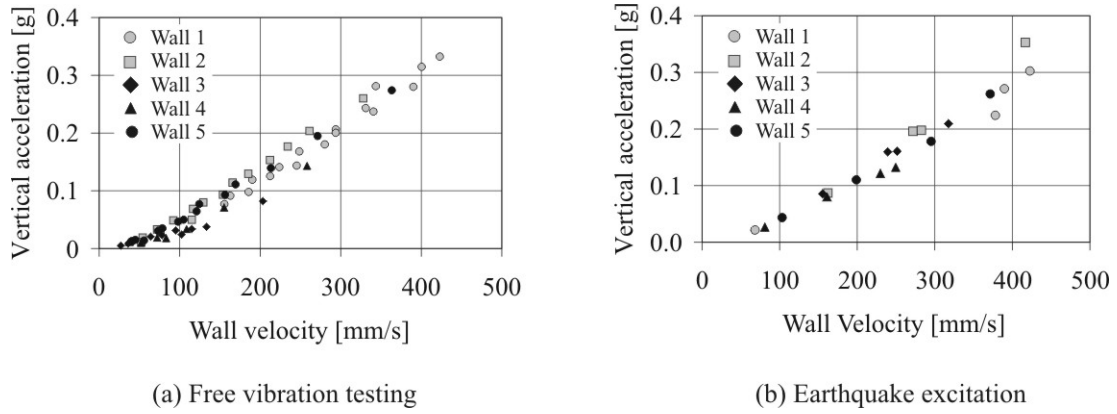 Vertical acceleration [g]
0.4
0.3
0.2
0.1
0
Wall 1
Wall 2
Wall 3
Wall 4
Wall 5
0 100 200 300 400 500
Wall velocity [mm/s]
(a) Free vibration testing
Vertical acceleration [g]
0.4
0.3
0.2
0.1
0.0
Wall 1
Wall 2
Wall 3
Wall 4
Wall 5
0 100 200 300 400 500
Wall Velocity [mm/s]
(b) Earthquake excitation